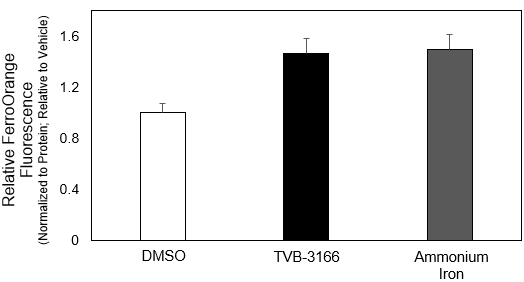 Relative FerroOrange
Fluorescence
(Normalized to Protein; Relative to Vehicle)
1.6
1.2
0.8
0.4
0
DMSO
TVB-3166
Ammonium
Iron